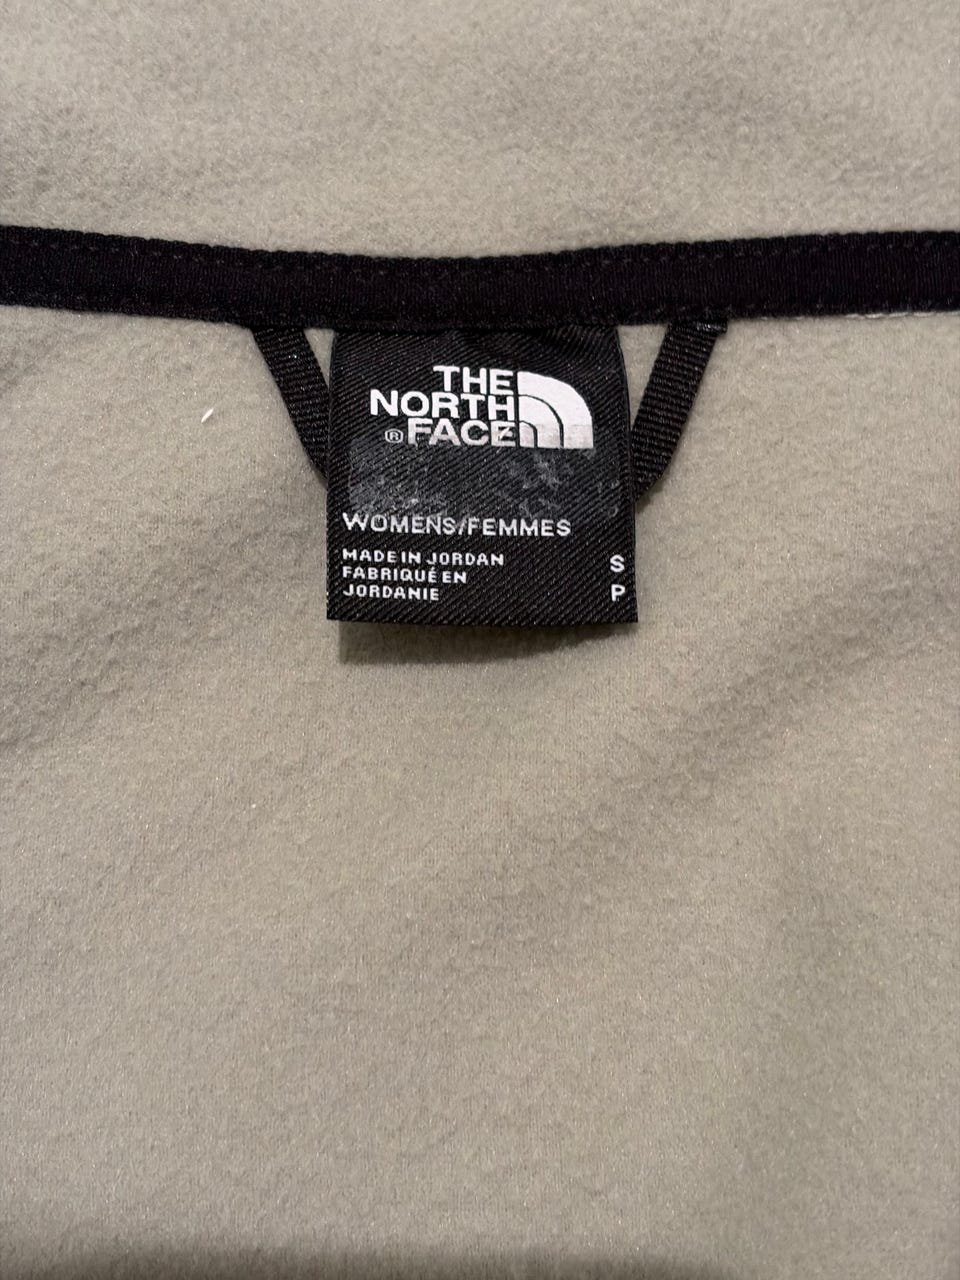 THE
NORTH
® FACE
WOMENS/FEMMES
MADE IN JORDAN
FABRIQUÉ EN
JORDANIE
S
P